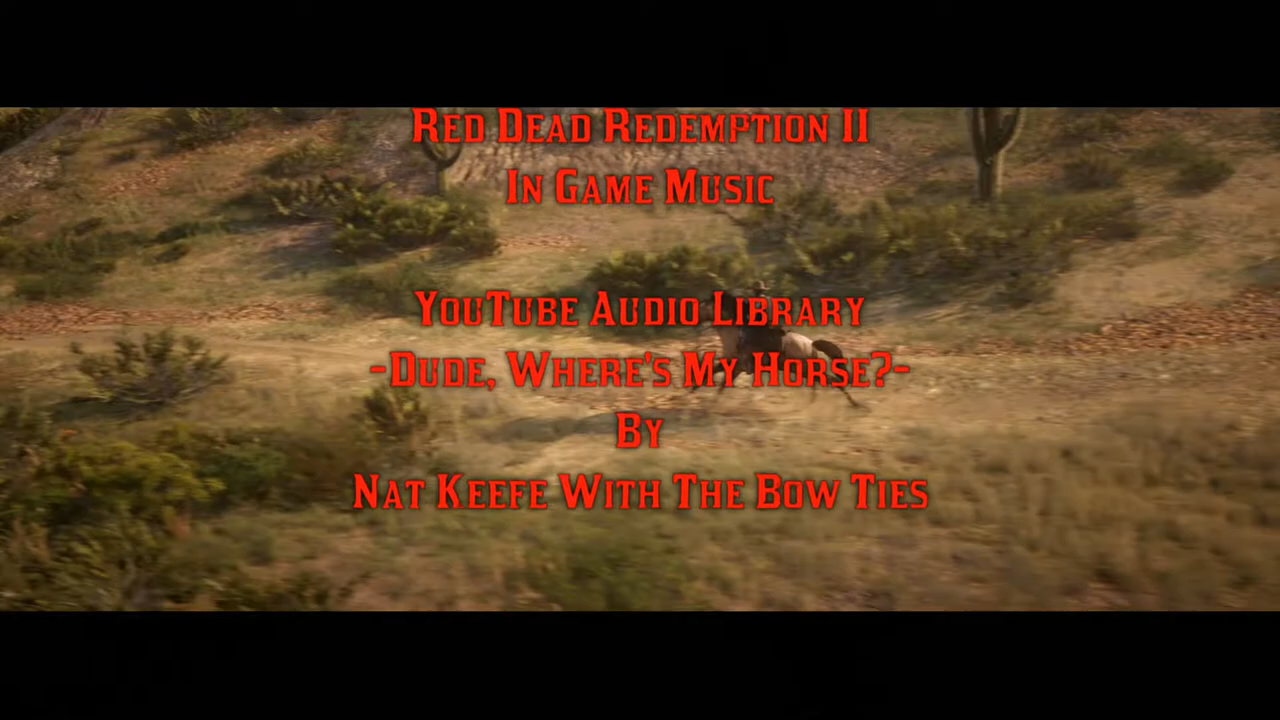 Red Dead Redemption II
In Game Music
YouTube Audio Library
-Dude, Where's My Horse?-
By
Nat Keefe With The Bow Ties